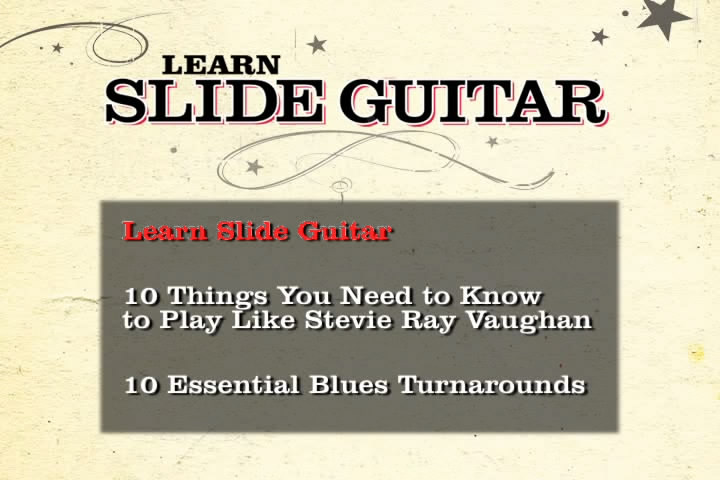 LEARN
SLIDE GUITAR
Learn Slide Guitar
10 Things You Need to Know
to Play Like Stevie Ray Vaughan
10 Essential Blues Turnarounds